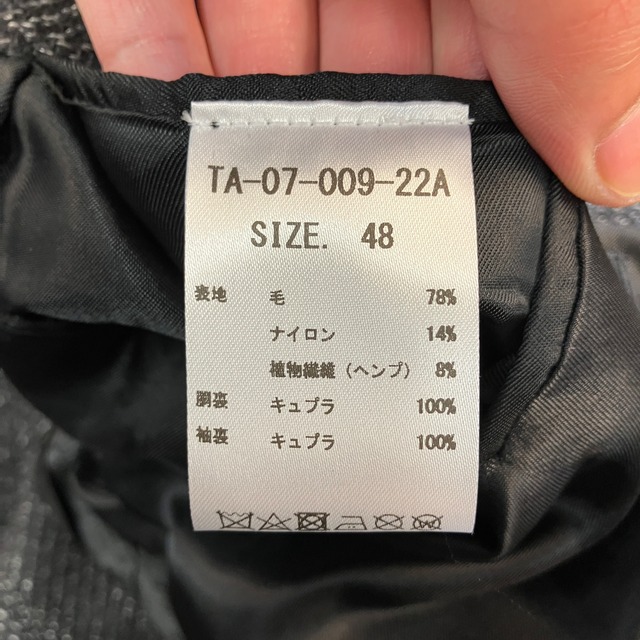 TA-07-009-22A
SIZE. 48
表地 毛 78%
ナイロン 14%
植物繊維（ヘンプ） 8%
胴裏 キュプラ 100%
袖裏 キュプラ 100%